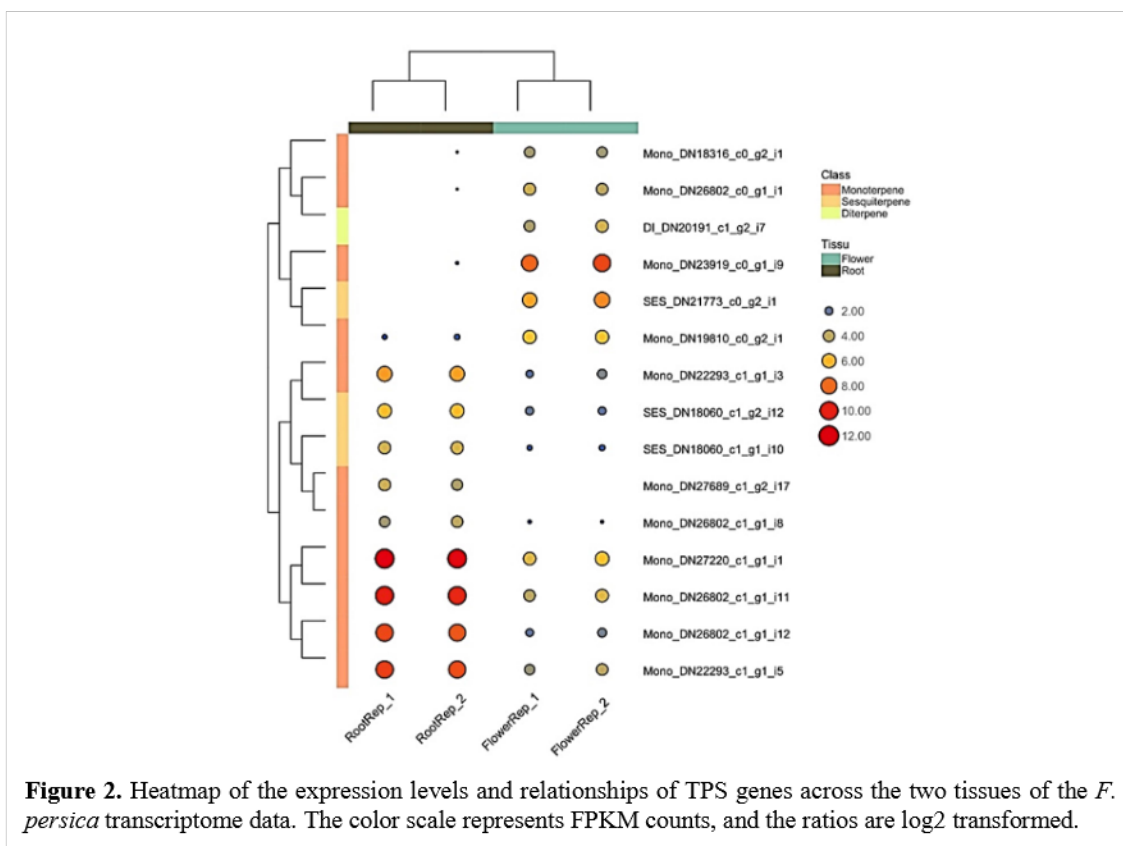 Mono_DN18316_c0_g2_i1
Mono_DN26802_c0_g1_i1
DI_DN20191_c1_g2_i7
Mono_DN23919_c0_g1_i9
SES_DN21773_c0_g2_i1
Mono_DN19810_c0_g2_i1
Mono_DN22293_c1_g1_i3
SES_DN18060_c1_g2_i12
SES_DN18060_c1_g1_i10
Mono_DN27689_c1_g2_i17
Mono_DN26802_c1_g1_i8
Mono_DN27220_c1_g1_i1
Mono_DN26802_c1_g1_i11
Mono_DN26802_c1_g1_i12
Mono_DN22293_c1_g1_i5
Class
Monoterpene
Sesquiterpene
Diterpene
Tissu
Flower
Root
2.00
4.00
6.00
8.00
10.00
12.00
RootRep_1
RootRep_2
FlowerRep_1
FlowerRep_2
Figure 2. Heatmap of the expression levels and relationships of TPS genes across the two tissues of the F.
persica transcriptome data. The color scale represents FPKM counts, and the ratios are log2 transformed.